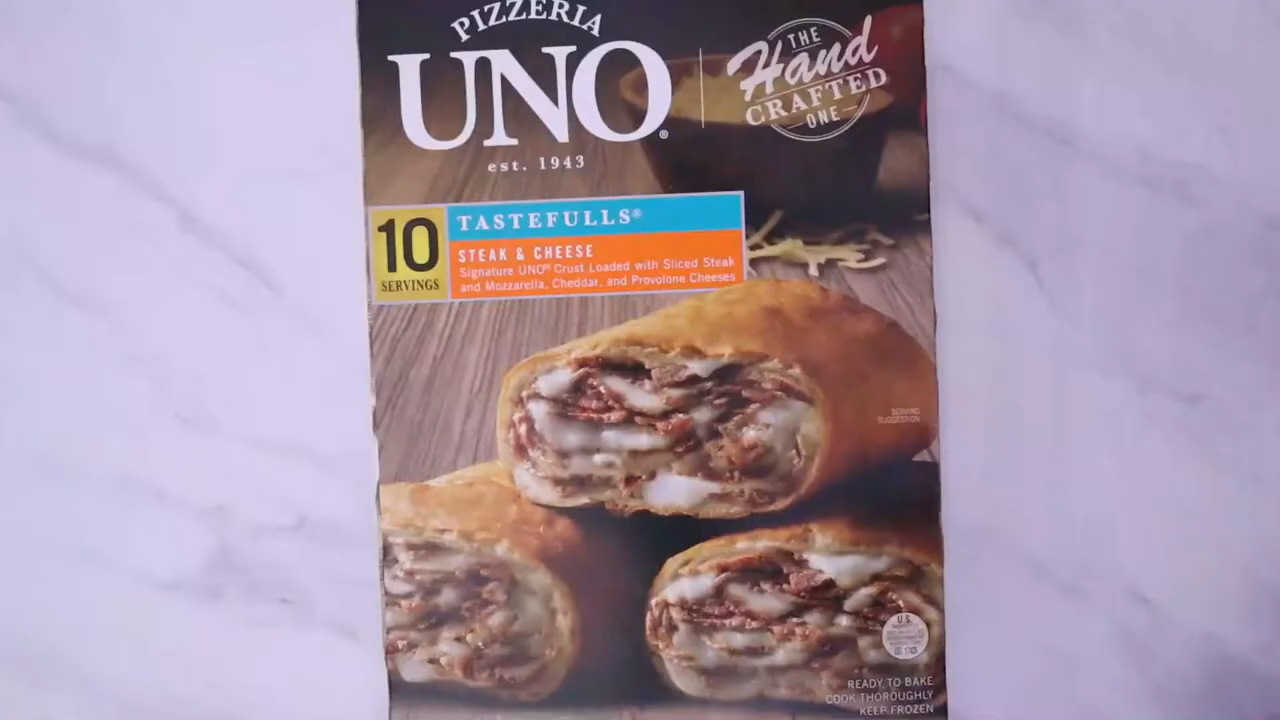 PIZZERIA
UNO®
est. 1943
THE
Hand
CRAFTED
ONE
10
SERVINGS
TASTEFULLS®
STEAK & CHEESE
Signature UNO® Crust Loaded with Sliced Steak
and Mozzarella, Cheddar, and Provolone Cheeses
SERVING
SUGGESTION
U.S.
READY TO BAKE
COOK THOROUGHLY
KEEP FROZEN